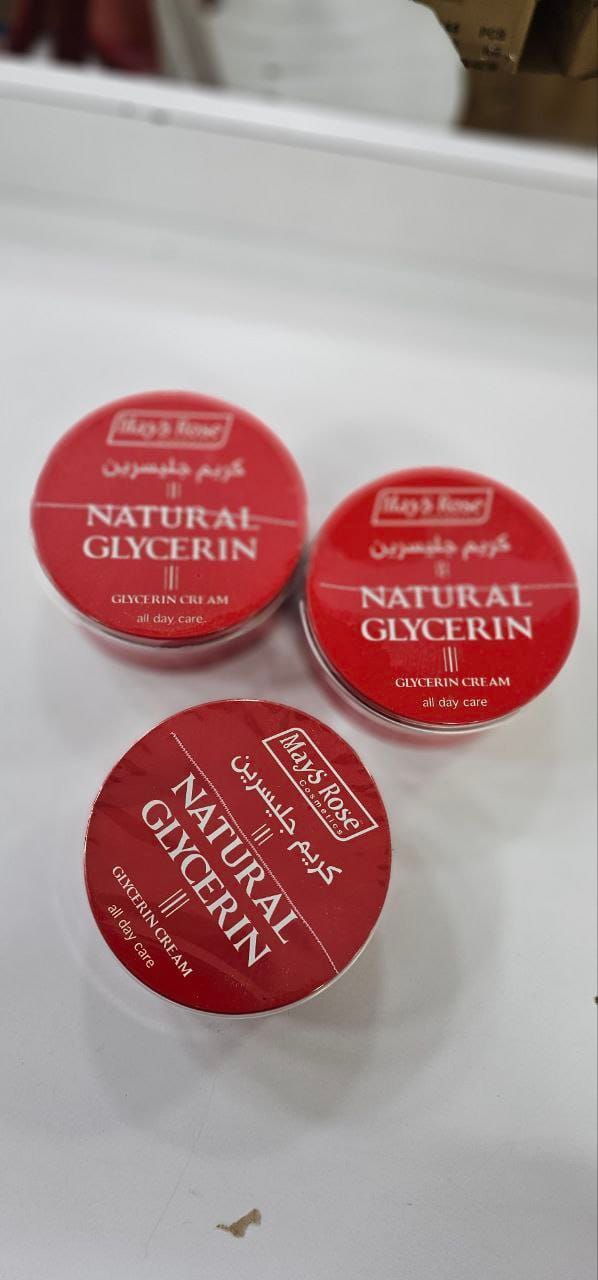 MayS Rose
كريم جليسرين
NATURAL
GLYCERIN
GLYCERIN CREAM
all day care
MayS Rose
كريم جليسرين
NATURAL
GLYCERIN
GLYCERIN CREAM
all day care
MayS Rose
Cosmetics
كريم جليسرين
NATURAL
GLYCERIN
GLYCERIN CREAM
all day care
PCB